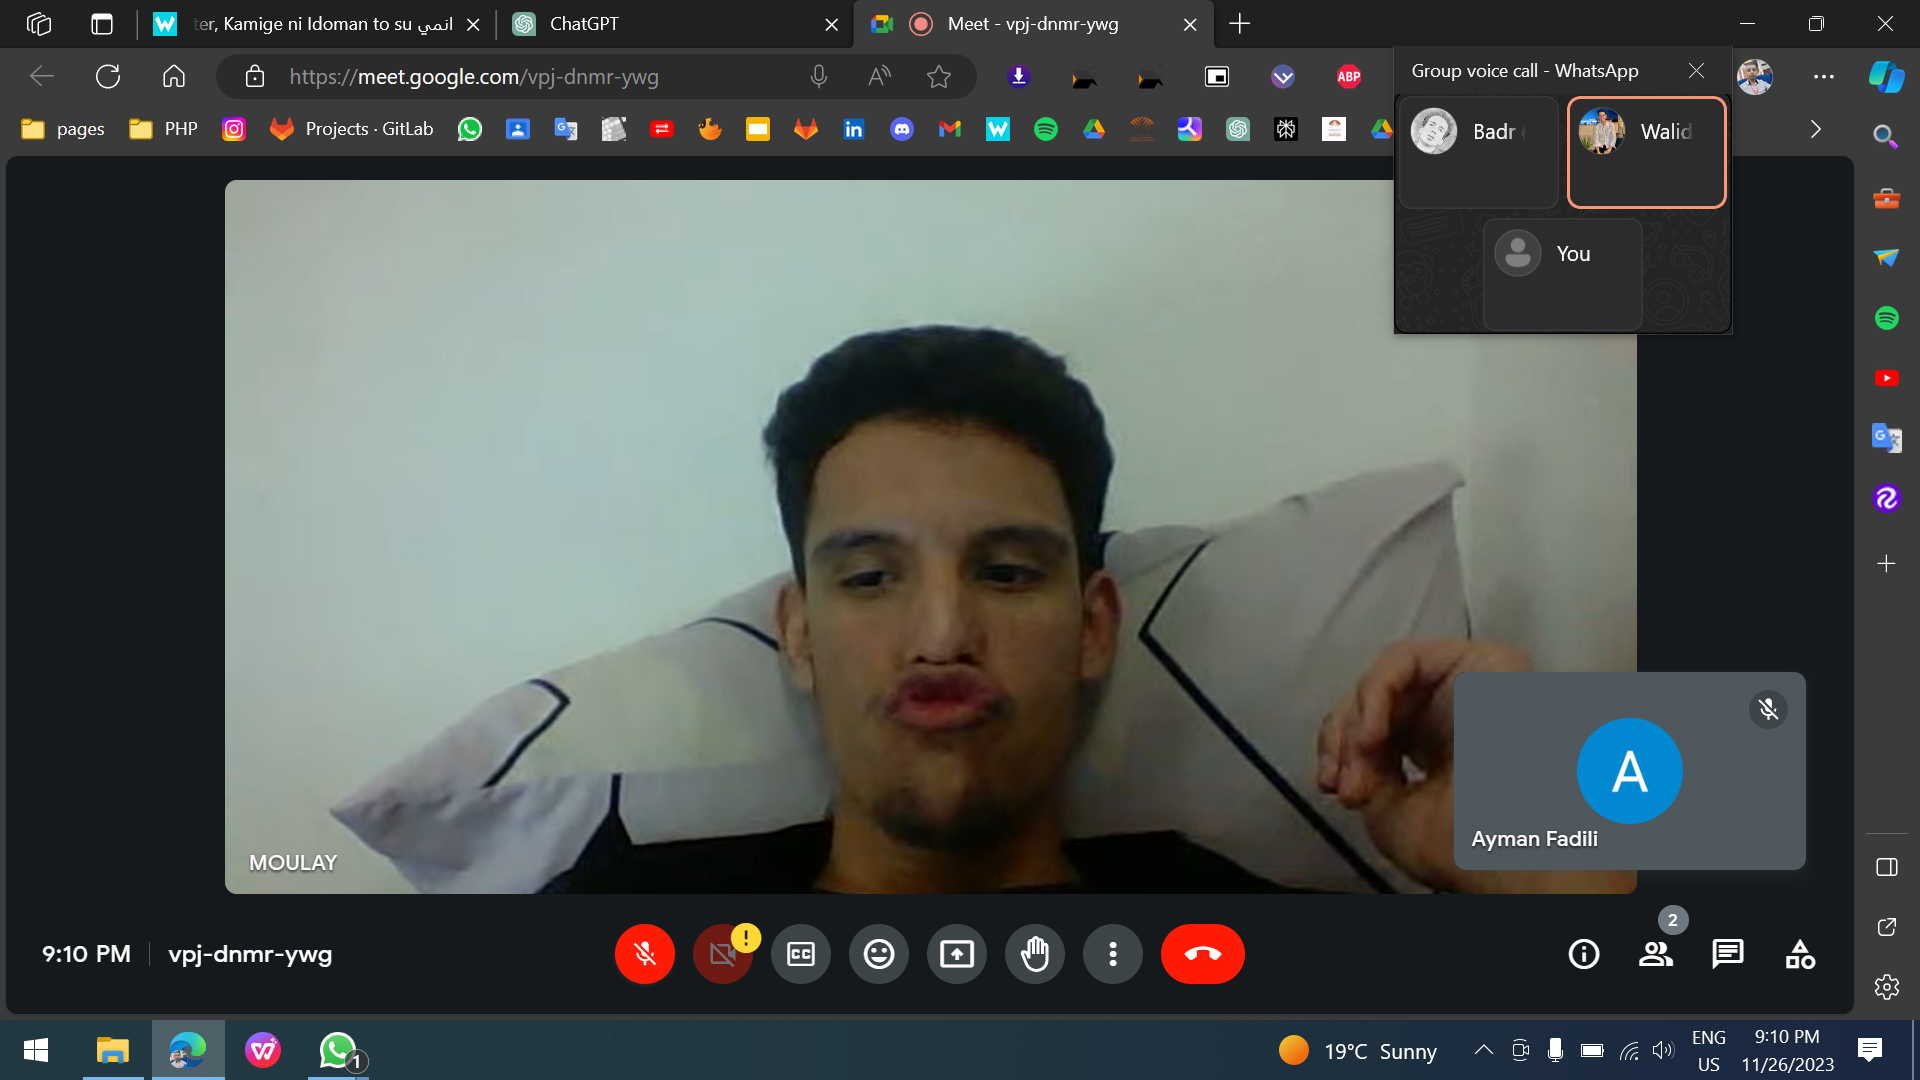 ter, Kamige ni Idoman to su انمي
ChatGPT
Meet - vpj-dnmr-ywg
https://meet.google.com/vpj-dnmr-ywg
ABP
Group voice call - WhatsApp
pages
PHP
Projects · GitLab
Badr
Walid
You
MOULAY
A
Ayman Fadili
9:10 PM
vpj-dnmr-ywg
CC
2
1
19°C Sunny
ENG
US
9:10 PM
11/26/2023